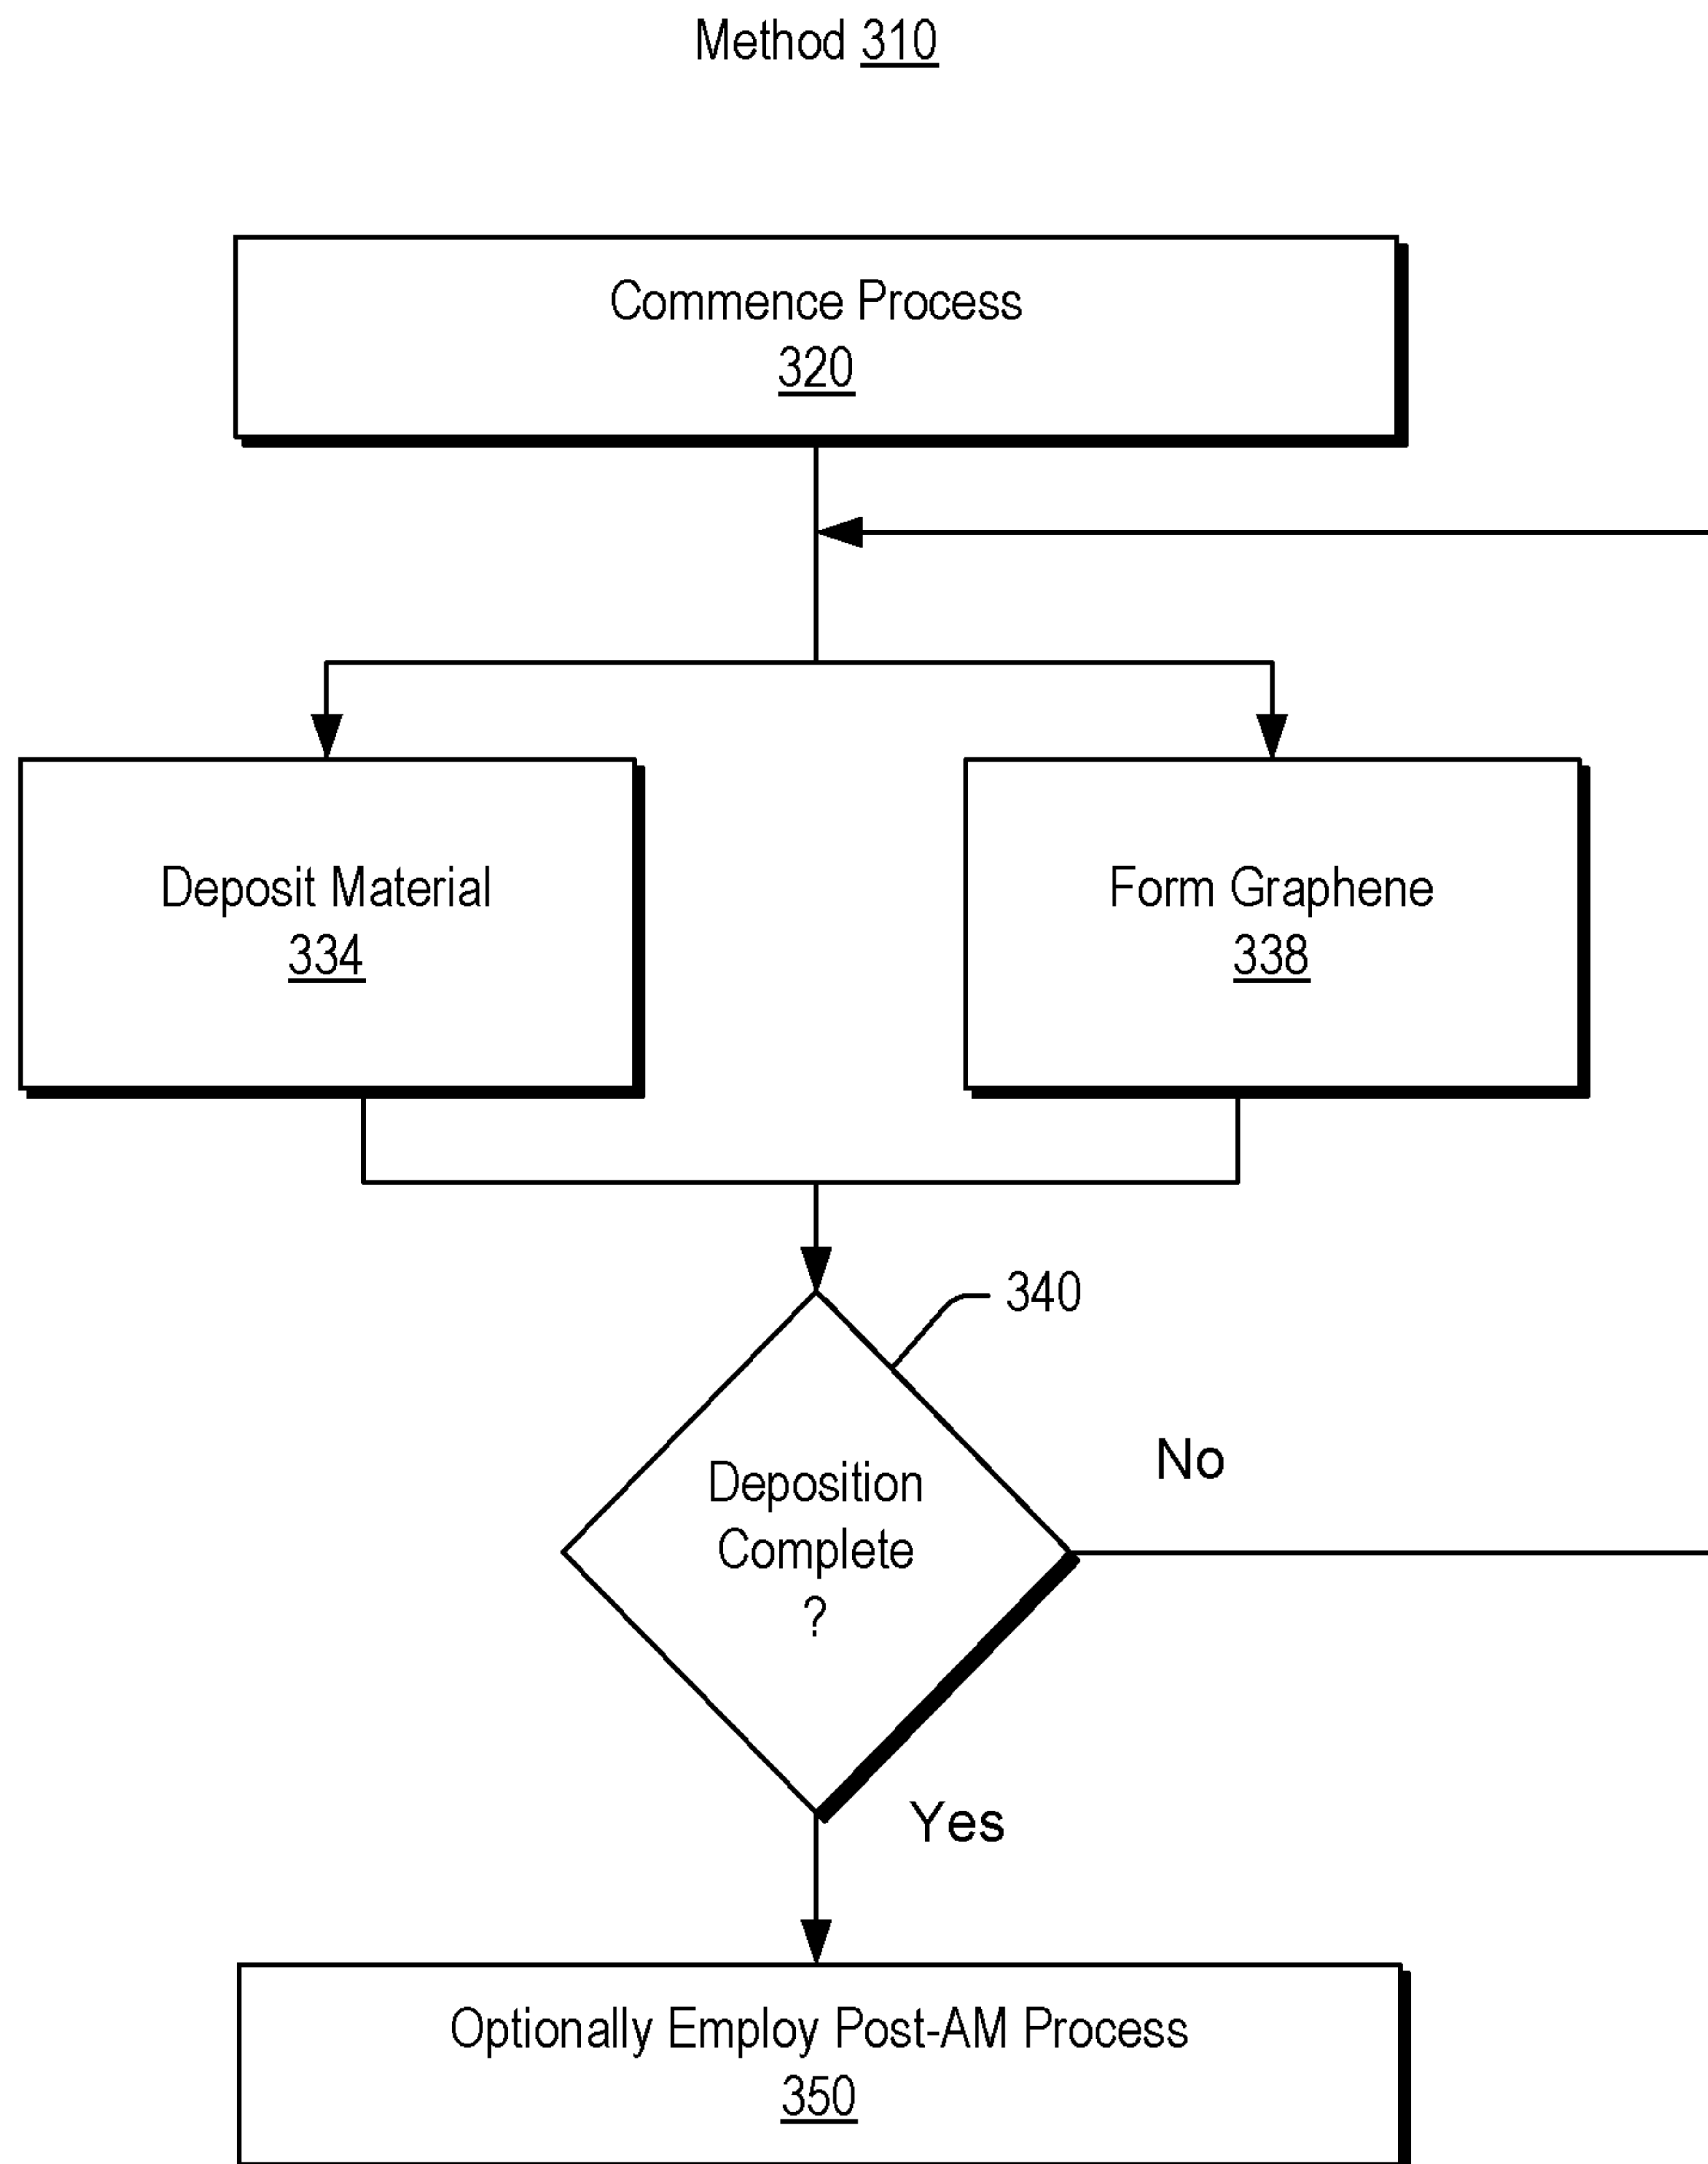 Method 310
Commence Process
320
Deposit Material
334
Form Graphene
338
340
Deposition
Complete
?
No
Yes
Optionally Employ Post-AM Process
350